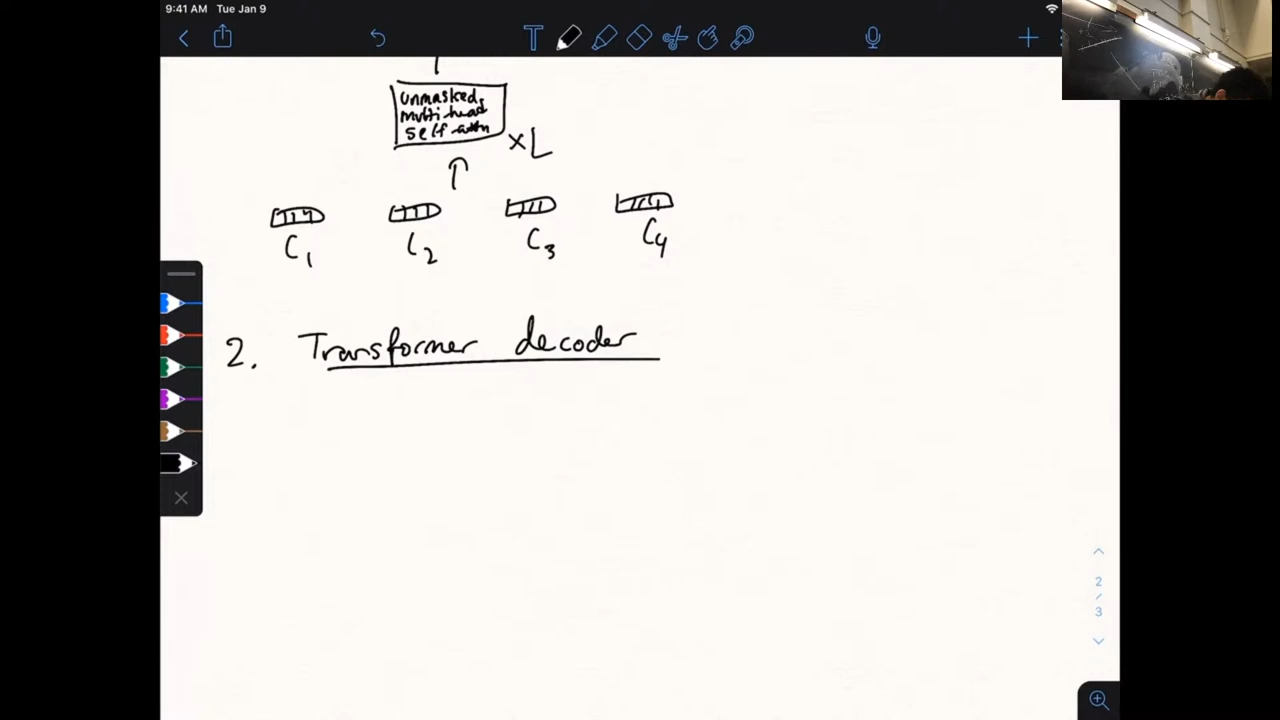 9:41 AM Tue Jan 9
T
unmasked
multi-head
self attn
×L
C1 C2 C3 C4
2. Transformer decoder
2
/
3